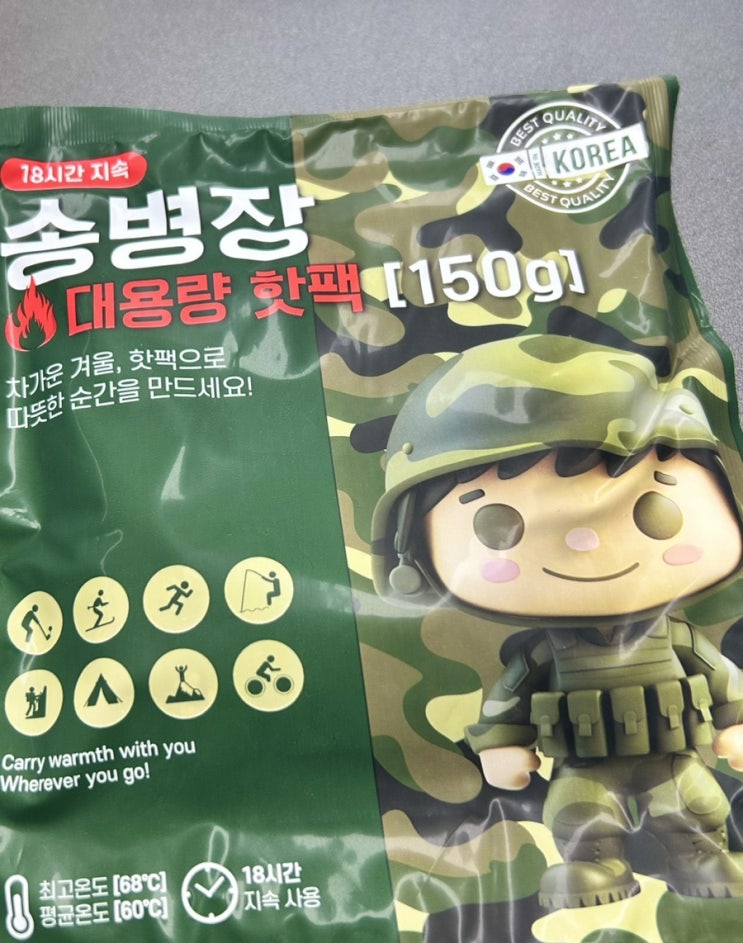 18시간 지속
송병장
대용량 핫팩 [150g]
차가운 겨울, 핫팩으로
따뜻한 순간을 만드세요!
BEST QUALITY
KOREA
BEST QUALITY
Carry warmth with you
Wherever you go!
최고온도 [68℃]
평균온도 [60℃]
18시간
지속 사용